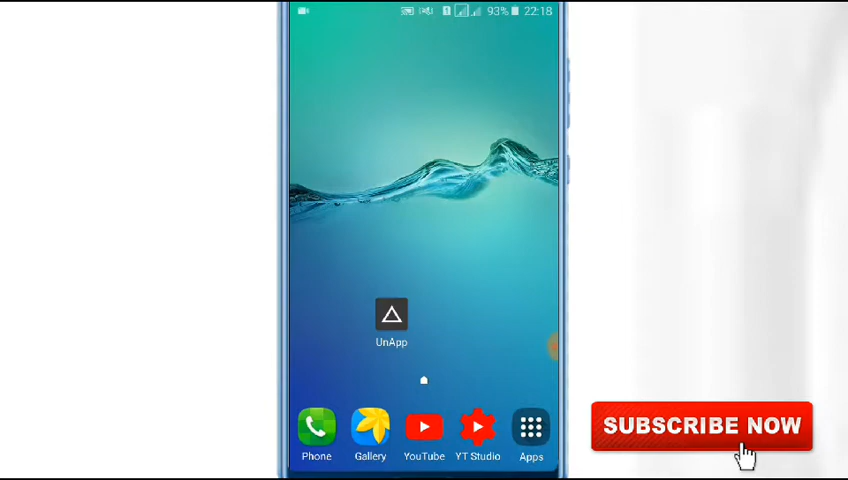 93% 22:18
UnApp
Phone Gallery YouTube YT Studio Apps
SUBSCRIBE NOW